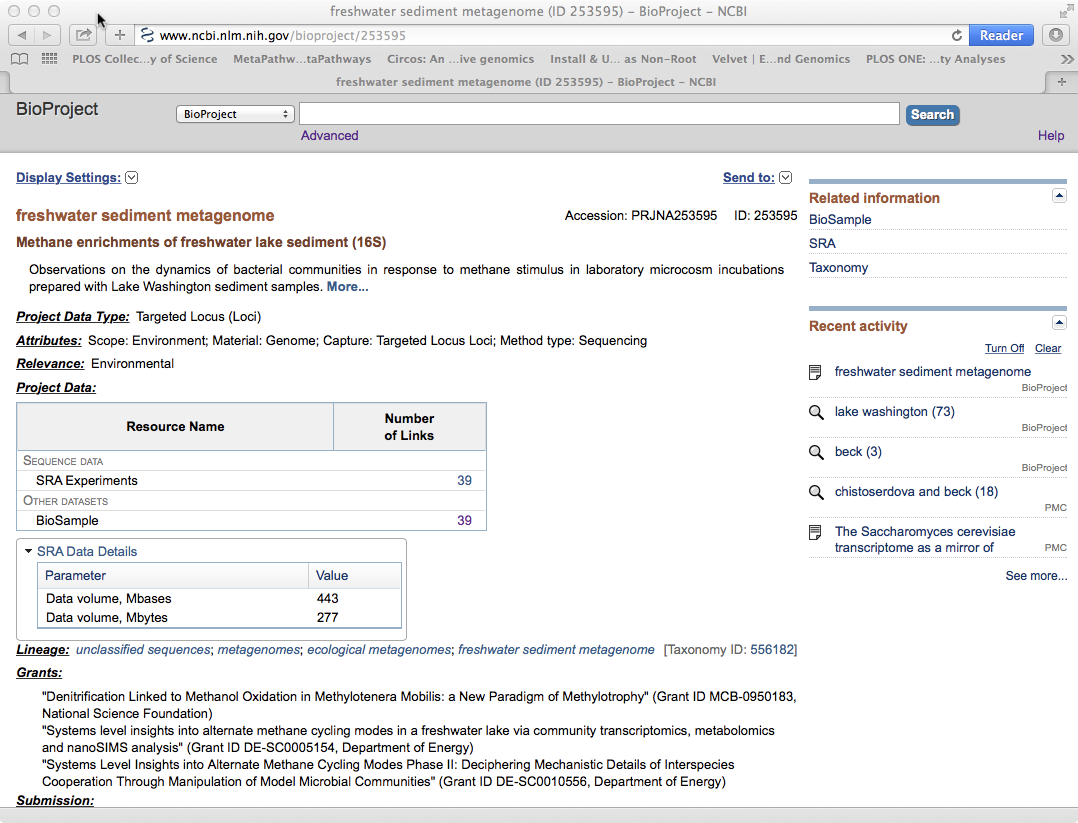 freshwater sediment metagenome (ID 253595) – BioProject – NCBI
www.ncbi.nlm.nih.gov/bioproject/253595
Reader
PLOS Collec...y of Science MetaPathw...taPathways Circos: An ...ive genomics Install & U... as Non-Root Velvet | E...nd Genomics PLOS ONE: ...ty Analyses
freshwater sediment metagenome (ID 253595) – BioProject – NCBI
BioProject
BioProject
Search
Advanced
Help
Display Settings:
Send to:
freshwater sediment metagenome
Accession: PRJNA253595 ID: 253595
Methane enrichments of freshwater lake sediment (16S)
Observations on the dynamics of bacterial communities in response to methane stimulus in laboratory microcosm incubations
prepared with Lake Washington sediment samples. More...
Project Data Type: Targeted Locus (Loci)
Attributes: Scope: Environment; Material: Genome; Capture: Targeted Locus Loci; Method type: Sequencing
Relevance: Environmental
Project Data:
Resource Name
Number
of Links
SEQUENCE DATA
SRA Experiments 39
OTHER DATASETS
BioSample 39
SRA Data Details
Parameter Value
Data volume, Mbases 443
Data volume, Mbytes 277
Lineage: unclassified sequences; metagenomes; ecological metagenomes; freshwater sediment metagenome [Taxonomy ID: 556182]
Grants:
"Denitrification Linked to Methanol Oxidation in Methylotenera Mobilis: a New Paradigm of Methylotrophy" (Grant ID MCB-0950183,
National Science Foundation)
"Systems level insights into alternate methane cycling modes in a freshwater lake via community transcriptomics, metabolomics
and nanoSIMS analysis" (Grant ID DE-SC0005154, Department of Energy)
"Systems Level Insights into Alternate Methane Cycling Modes Phase II: Deciphering Mechanistic Details of Interspecies
Cooperation Through Manipulation of Model Microbial Communities" (Grant ID DE-SC0010556, Department of Energy)
Submission:
Related information
BioSample
SRA
Taxonomy
Recent activity
Turn Off Clear
freshwater sediment metagenome
BioProject
lake washington (73)
BioProject
beck (3)
BioProject
chistoserdova and beck (18)
PMC
The Saccharomyces cerevisiae
transcriptome as a mirror of
PMC
See more...